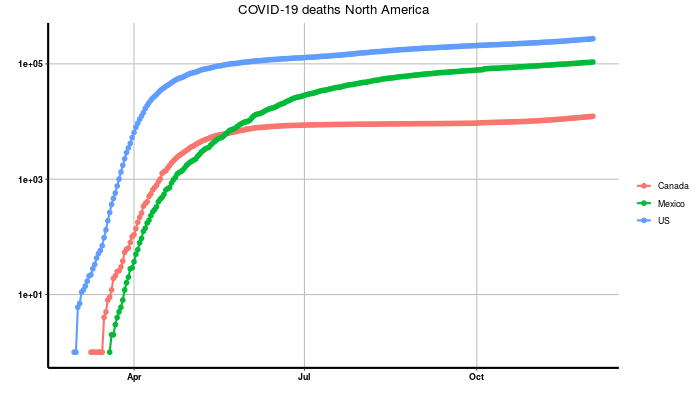 COVID-19 deaths North America
1e+05
1e+03
1e+01
Apr
Jul
Oct
Canada
Mexico
US